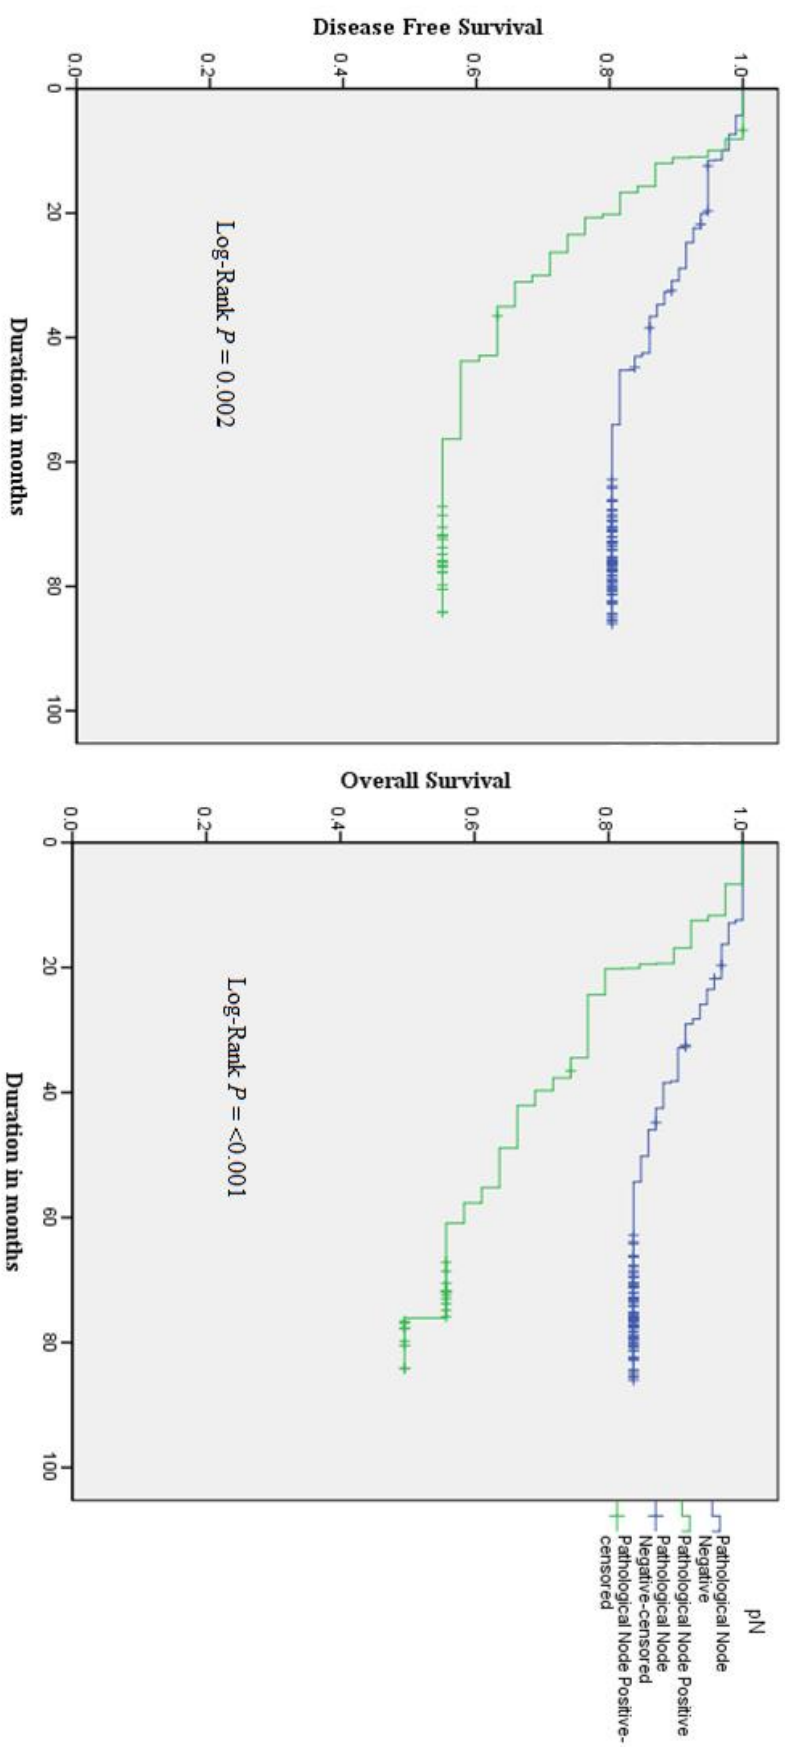 Disease Free Survival
1.0
0.8
0.6
0.4
0.2
0.0
0
20
40
60
80
100
Log-Rank P = 0.002
Duration in months
Overall Survival
1.0
0.8
0.6
0.4
0.2
0.0
0
20
40
60
80
100
Log-Rank P = <0.001
Duration in months
pN
Pathological Node
Negative
Pathological Node Positive
Pathological Node
Negative-censored
Pathological Node Positive-
censored